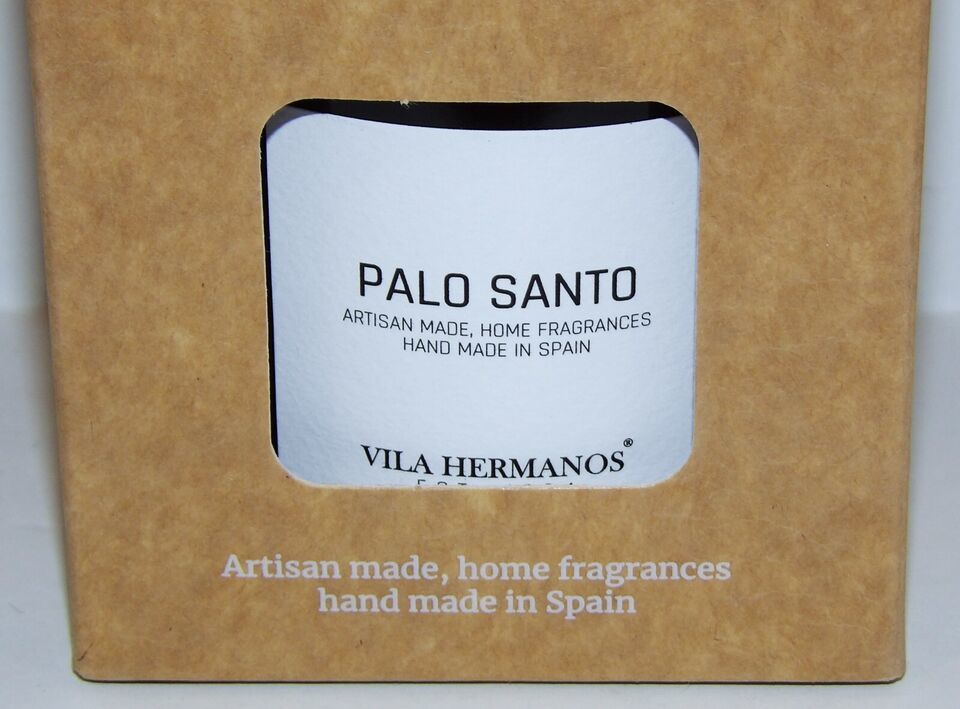 PALO SANTO
ARTISAN MADE, HOME FRAGRANCES
HAND MADE IN SPAIN
VILA HERMANOS®
Artisan made, home fragrances
hand made in Spain